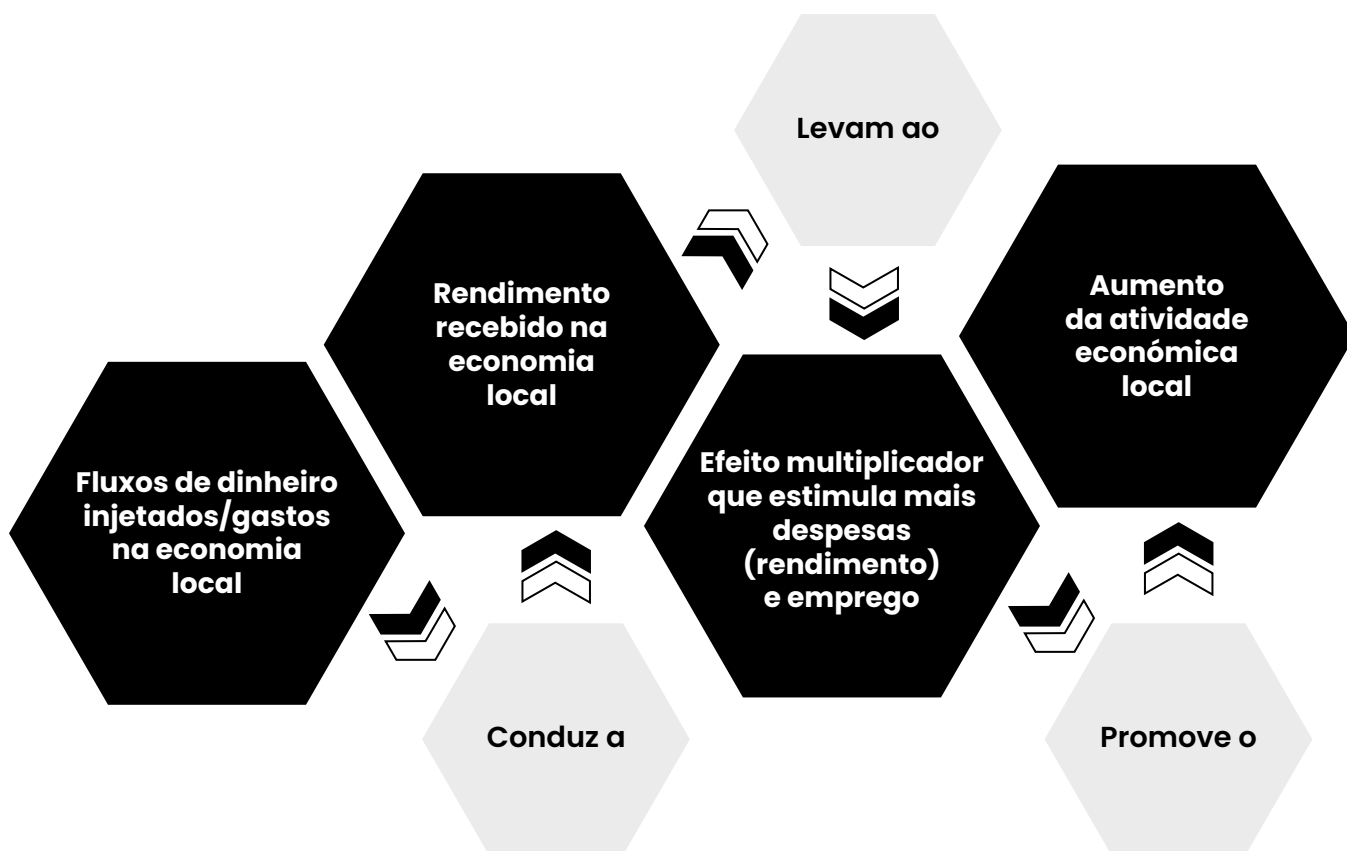 Fluxos de dinheiro
injetados/gastos
na economia
local
Conduz a
Rendimento
recebido na
economia
local
Levam ao
Efeito multiplicador
que estimula mais
despesas
(rendimento)
e emprego
Promove o
Aumento
da atividade
económica
local